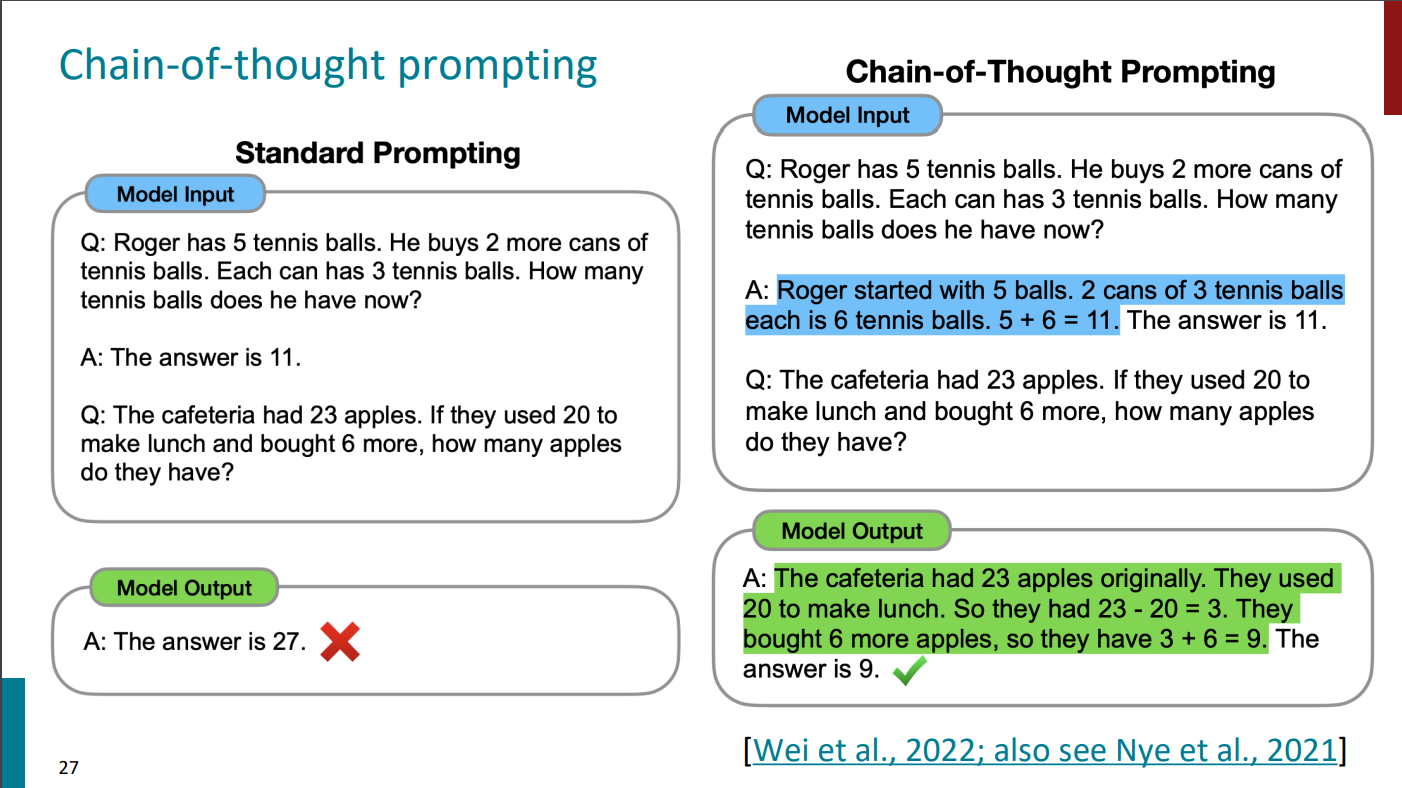 Chain-of-thought prompting
Standard Prompting
Model Input
Q: Roger has 5 tennis balls. He buys 2 more cans of
tennis balls. Each can has 3 tennis balls. How many
tennis balls does he have now?
A: The answer is 11.
Q: The cafeteria had 23 apples. If they used 20 to
make lunch and bought 6 more, how many apples
do they have?
Model Output
A: The answer is 27.
Chain-of-Thought Prompting
Model Input
Q: Roger has 5 tennis balls. He buys 2 more cans of
tennis balls. Each can has 3 tennis balls. How many
tennis balls does he have now?
A: Roger started with 5 balls. 2 cans of 3 tennis balls
each is 6 tennis balls. 5 + 6 = 11. The answer is 11.
Q: The cafeteria had 23 apples. If they used 20 to
make lunch and bought 6 more, how many apples
do they have?
Model Output
A: The cafeteria had 23 apples originally. They used
20 to make lunch. So they had 23 - 20 = 3. They
bought 6 more apples, so they have 3 + 6 = 9. The
answer is 9.
[Wei et al., 2022; also see Nye et al., 2021]
27